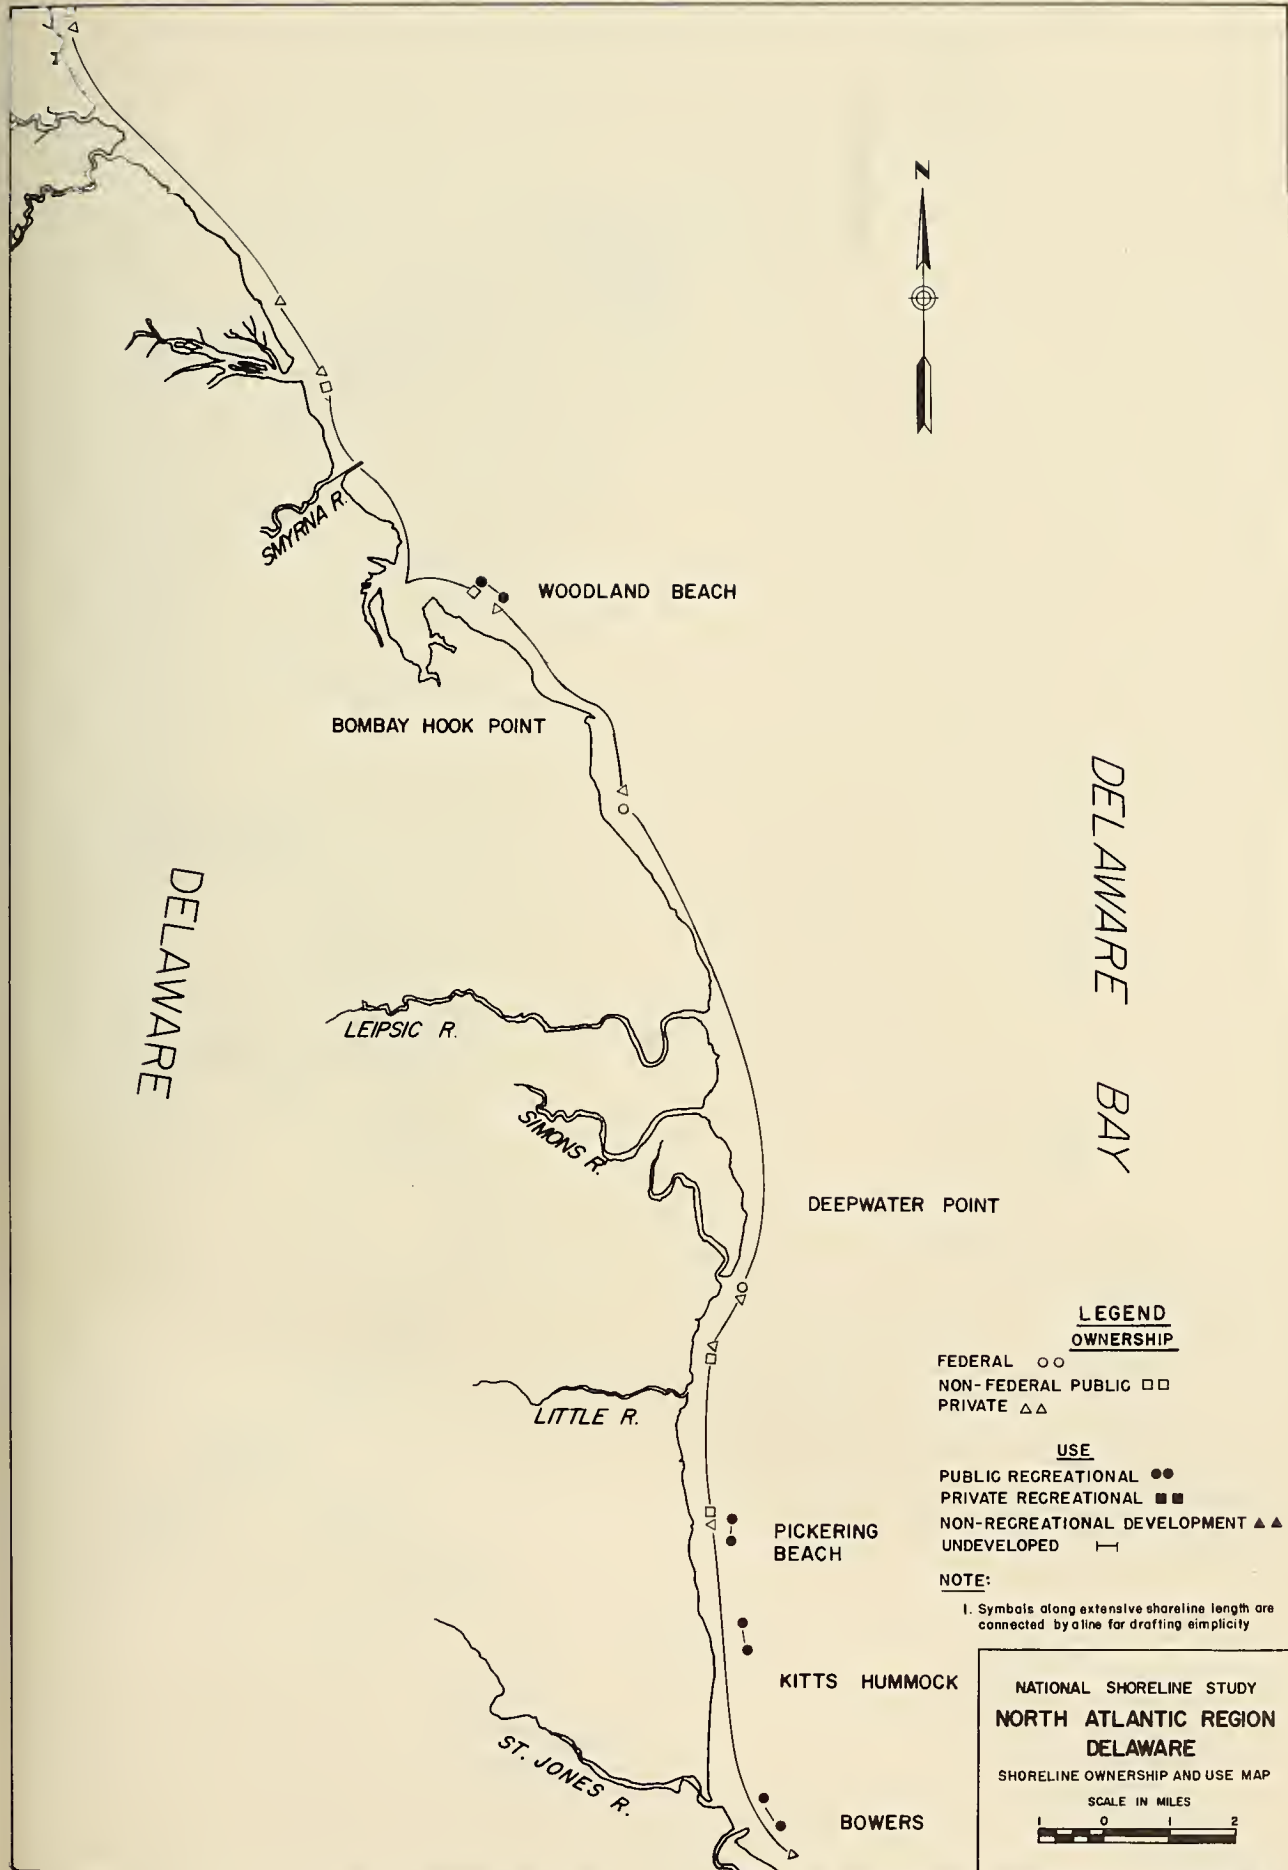 N
SMYRNA R.
WOODLAND BEACH
BOMBAY HOOK POINT
DELAWARE
DELAWARE BAY
LEIPSIC R.
SIMONS R.
DEEPWATER POINT
LITTLE R.
PICKERING
BEACH
KITTS HUMMOCK
ST. JONES R.
BOWERS
LEGEND
OWNERSHIP
FEDERAL
NON-FEDERAL PUBLIC
PRIVATE
USE
PUBLIC RECREATIONAL
PRIVATE RECREATIONAL
NON-RECREATIONAL DEVELOPMENT
UNDEVELOPED
NOTE:
1. Symbols along extensive shoreline length are
connected by a line for drafting eimplicity
NATIONAL SHORELINE STUDY
NORTH ATLANTIC REGION
DELAWARE
SHORELINE OWNERSHIP AND USE MAP
SCALE IN MILES
1 0 1 2